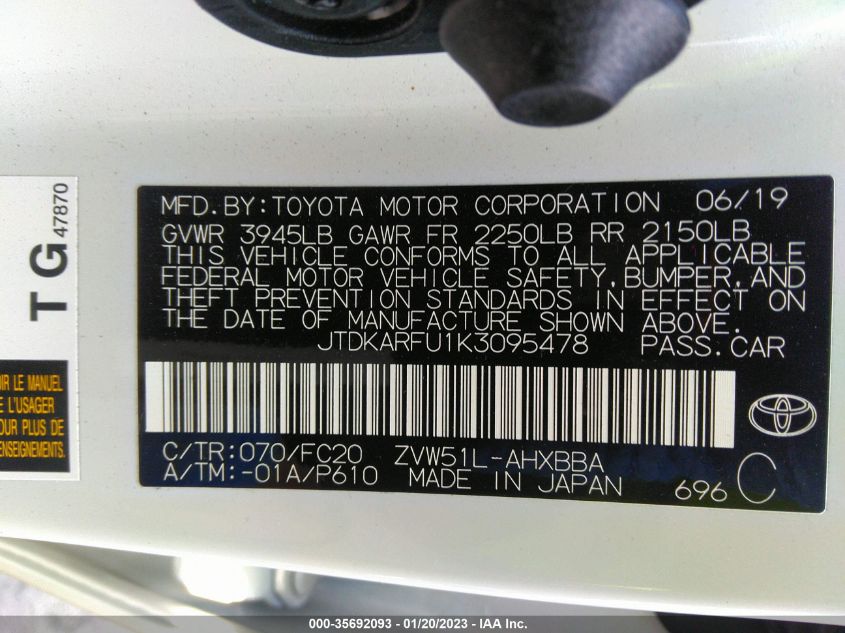 MFD.BY:TOYOTA MOTOR CORPORATION 06/19
GVWR 3945LB GAWR FR 2250LB RR 2150LB
THIS VEHICLE CONFORMS TO ALL APPLICABLE
FEDERAL MOTOR VEHICLE SAFETY,BUMPER,AND
THEFT PREVENTION STANDARDS IN EFFECT ON
THE DATE OF MANUFACTURE SHOWN ABOVE.
JTDKARFU1K3095478 PASS.CAR
C/TR:070/FC20 ZVW51L-AHXBBA
A/TM:-01A/P610 MADE IN JAPAN 696 C
TG 47870
IR LE MANUEL
E L'USAGER
OUR PLUS DE
ENSEIGNEMENTS.
000-35692093 / 01/20/2023 - IAA Inc.